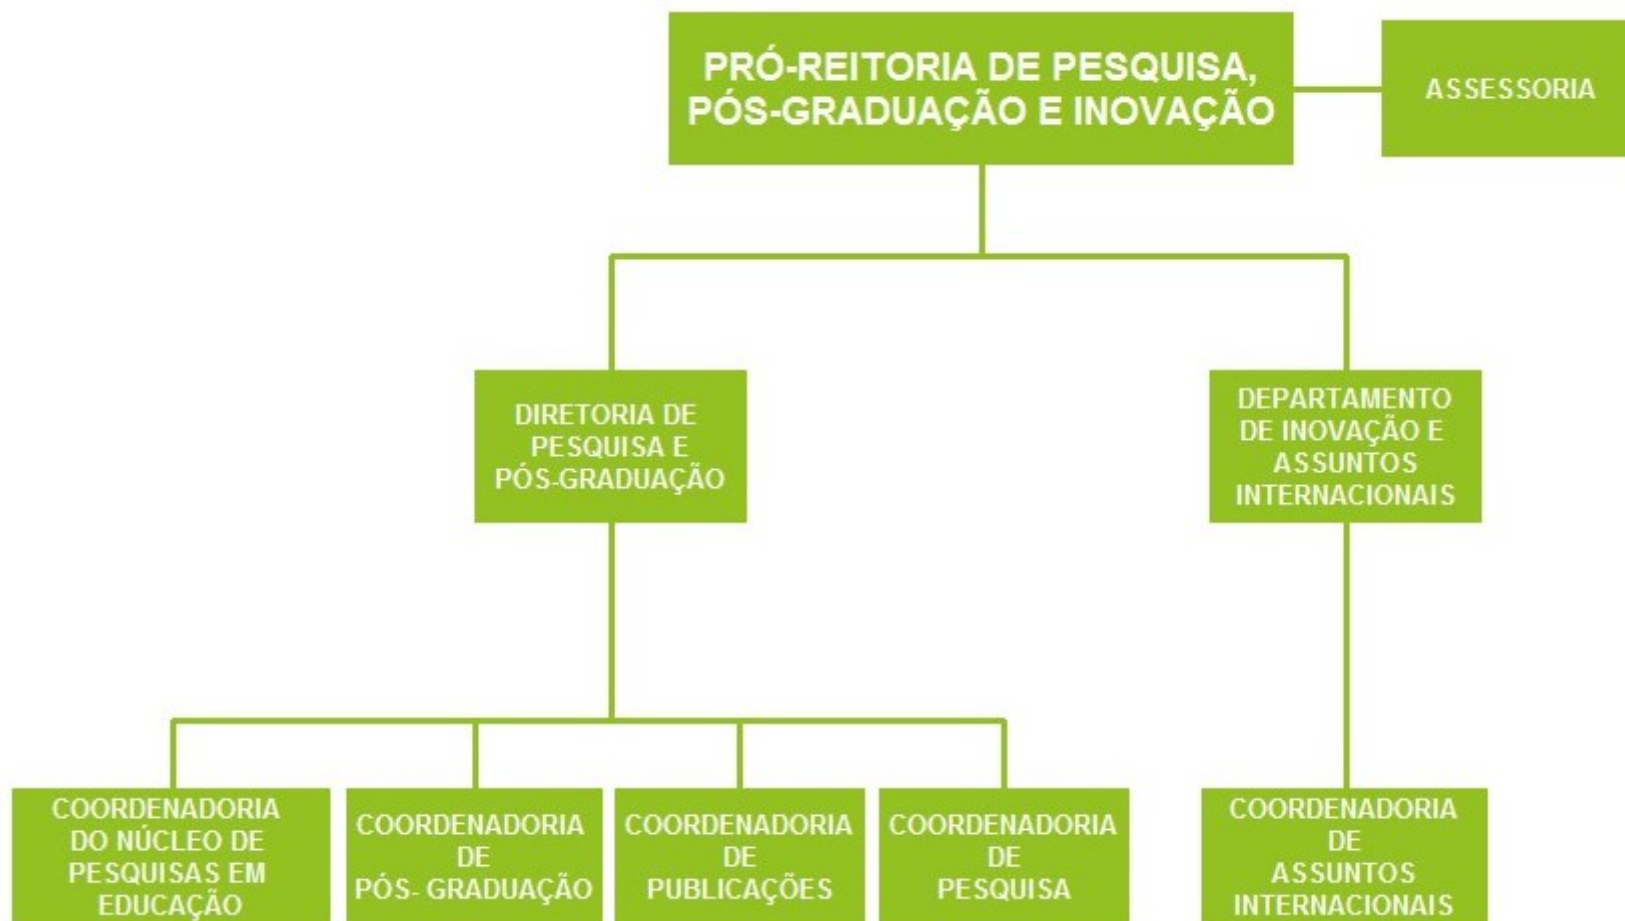 PRÓ-REITORIA DE PESQUISA,
PÓS-GRADUAÇÃO E INOVAÇÃO
ASSESSORIA
DIRETORIA DE
PESQUISA E
PÓS-GRADUAÇÃO
DEPARTAMENTO
DE INOVAÇÃO E
ASSUNTOS
INTERNACIONAIS
COORDENADORIA
DO NÚCLEO DE
PESQUISAS EM
EDUCAÇÃO
COORDENADORIA
DE
PÓS- GRADUAÇÃO
COORDENADORIA
DE
PUBLICAÇÕES
COORDENADORIA
DE
PESQUISA
COORDENADORIA
DE
ASSUNTOS
INTERNACIONAIS